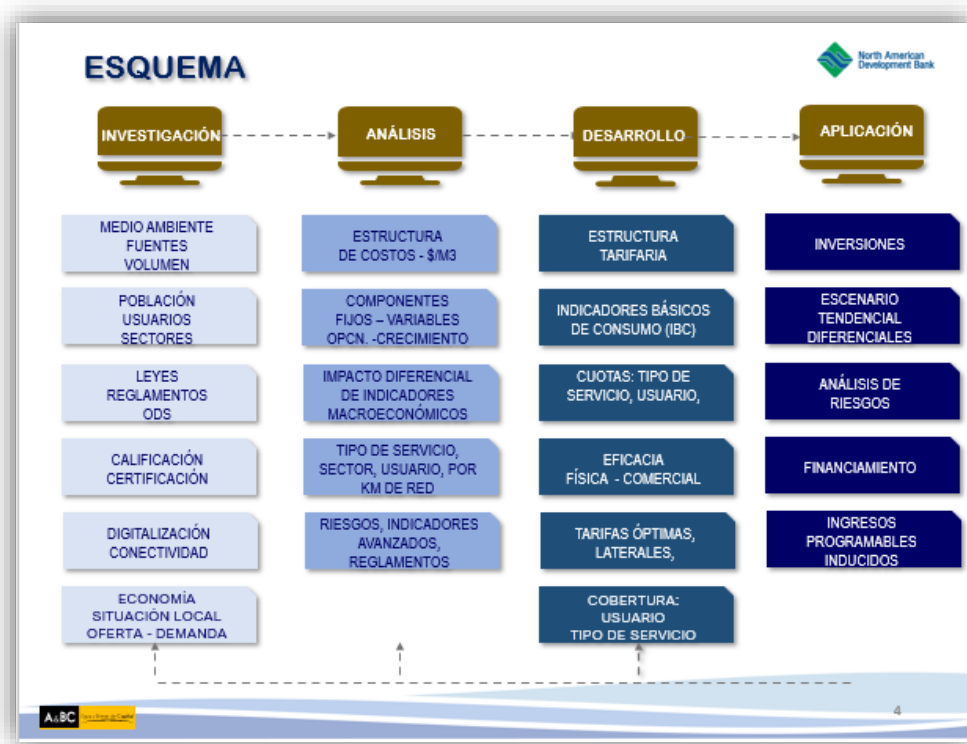 ESQUEMA
North American
Development Bank
INVESTIGACIÓN
ANÁLISIS
DESARROLLO
APLICACIÓN
MEDIO AMBIENTE
FUENTES
VOLUMEN
POBLACIÓN
USUARIOS
SECTORES
LEYES
REGLAMENTOS
ODS
CALIFICACIÓN
CERTIFICACIÓN
DIGITALIZACIÓN
CONECTIVIDAD
ECONOMÍA
SITUACIÓN LOCAL
OFERTA - DEMANDA
ESTRUCTURA
DE COSTOS - $/M3
COMPONENTES
FIJOS – VARIABLES
OPCN. -CRECIMIENTO
IMPACTO DIFERENCIAL
DE INDICADORES
MACROECONÓMICOS
TIPO DE SERVICIO,
SECTOR, USUARIO, POR
KM DE RED
RIESGOS, INDICADORES
AVANZADOS,
REGLAMENTOS
ESTRUCTURA
TARIFARIA
INDICADORES BÁSICOS
DE CONSUMO (IBC)
CUOTAS: TIPO DE
SERVICIO, USUARIO,
EFICACIA
FÍSICA - COMERCIAL
TARIFAS ÓPTIMAS,
LATERALES,
COBERTURA:
USUARIO
TIPO DE SERVICIO
INVERSIONES
ESCENARIO
TENDENCIAL
DIFERENCIALES
ANÁLISIS DE
RIESGOS
FINANCIAMIENTO
INGRESOS
PROGRAMABLES
INDUCIDOS
A&BC
4